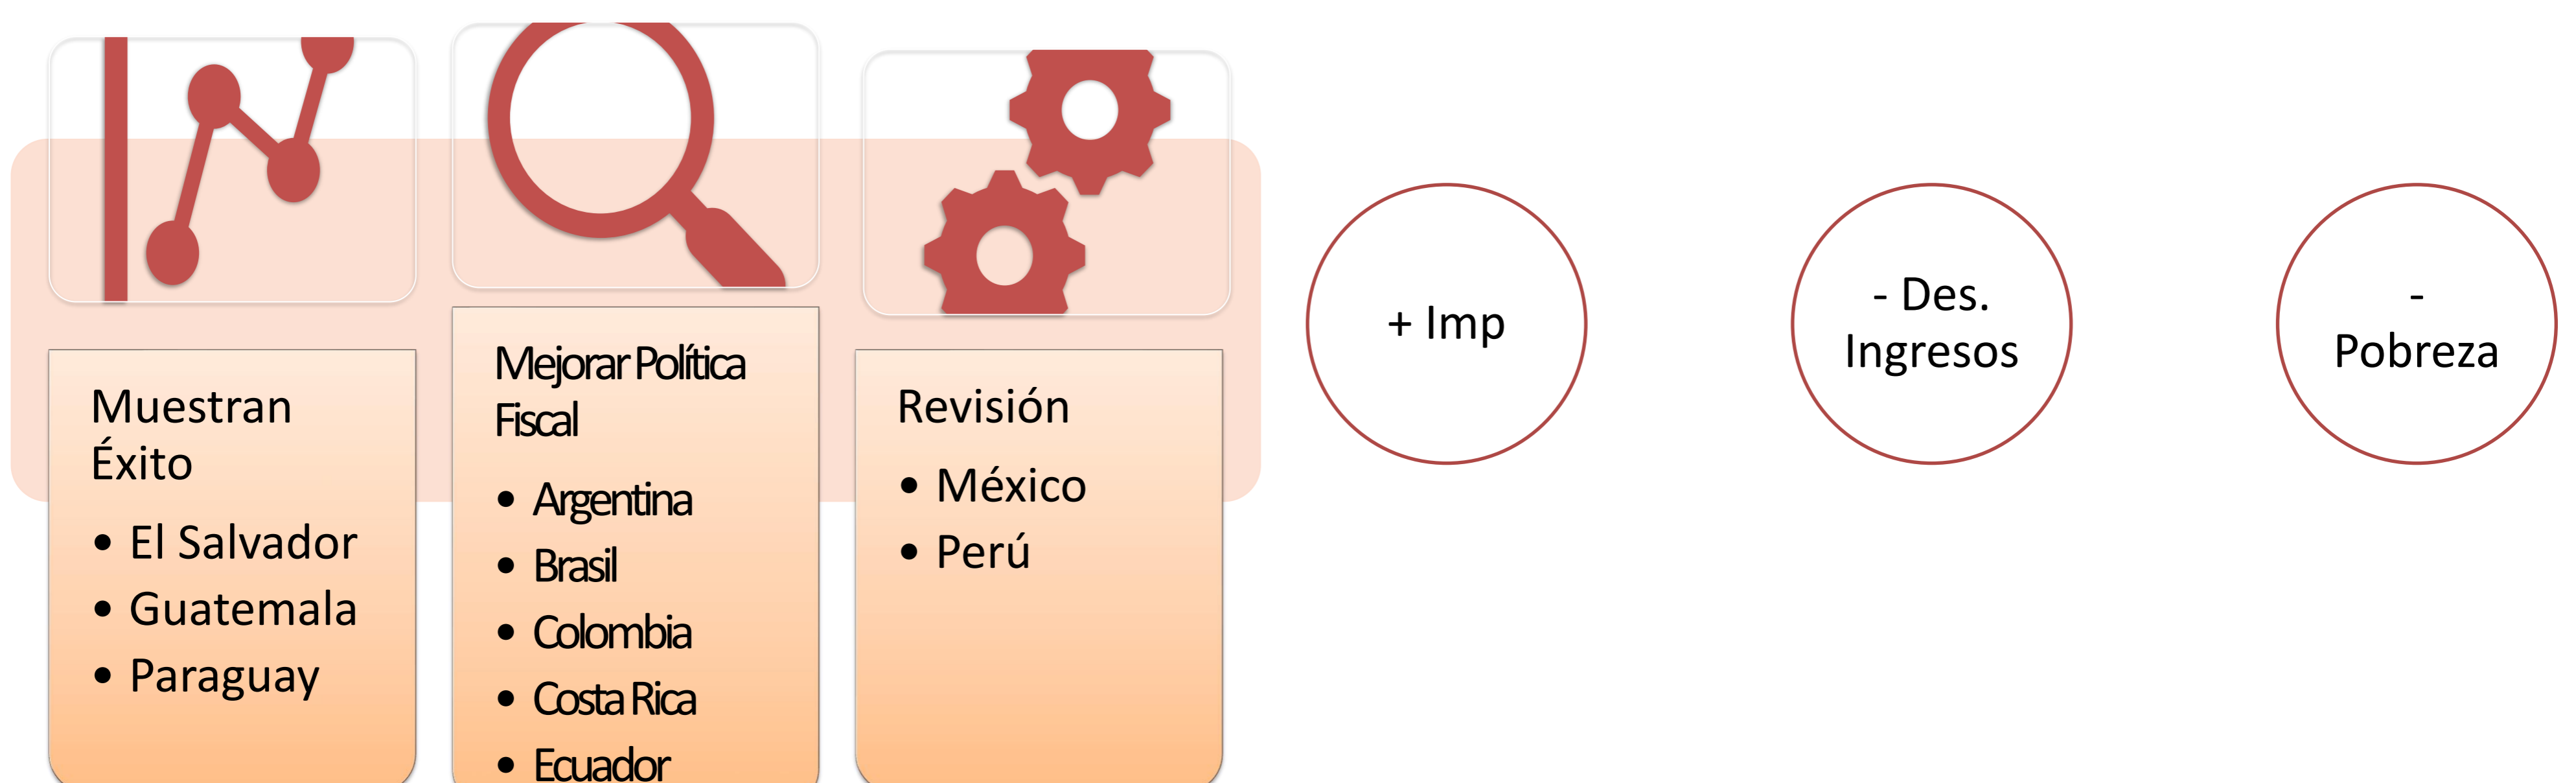 Muestran
Éxito
• El Salvador
• Guatemala
• Paraguay
Mejorar Política
Fiscal
• Argentina
• Brasil
• Colombia
• Costa Rica
• Ecuador
Revisión
• México
• Perú
+ Imp
- Des.
Ingresos
-
Pobreza